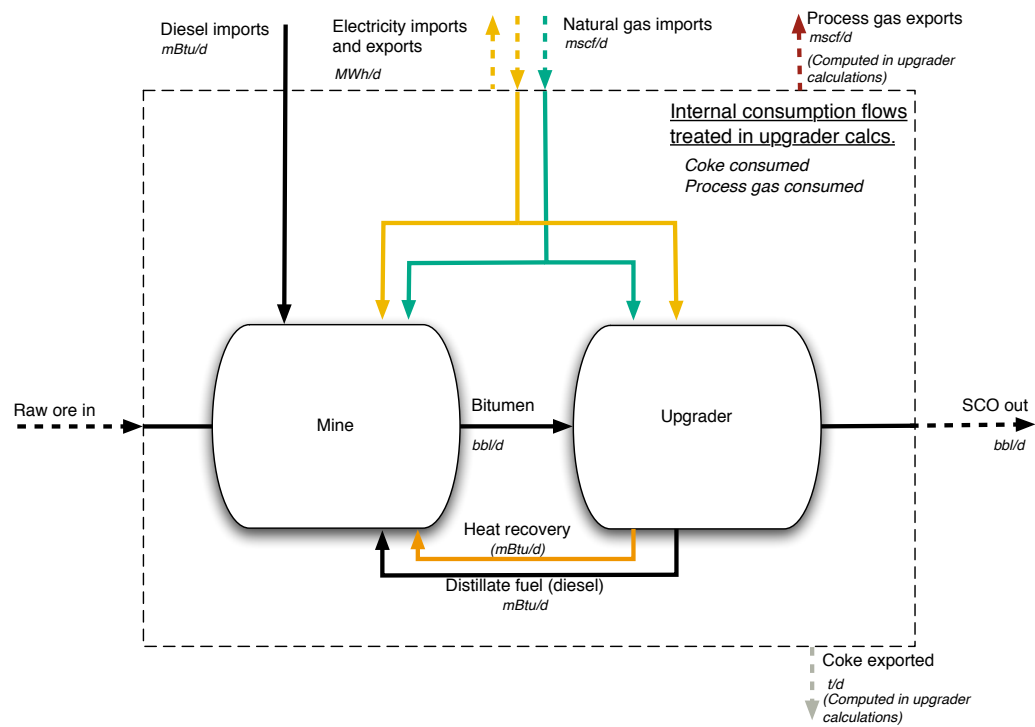 Diesel imports
mBtu/d
Electricity imports
and exports
MWh/d
Natural gas imports
mscf/d
Process gas exports
mscf/d
(Computed in upgrader
calculations)
Internal consumption flows
treated in upgrader calcs.
Coke consumed
Process gas consumed
Raw ore in
Mine
Bitumen
bbl/d
Upgrader
SCO out
bbl/d
Heat recovery
(mBtu/d)
Distillate fuel (diesel)
mBtu/d
Coke exported
t/d
(Computed in upgrader
calculations)